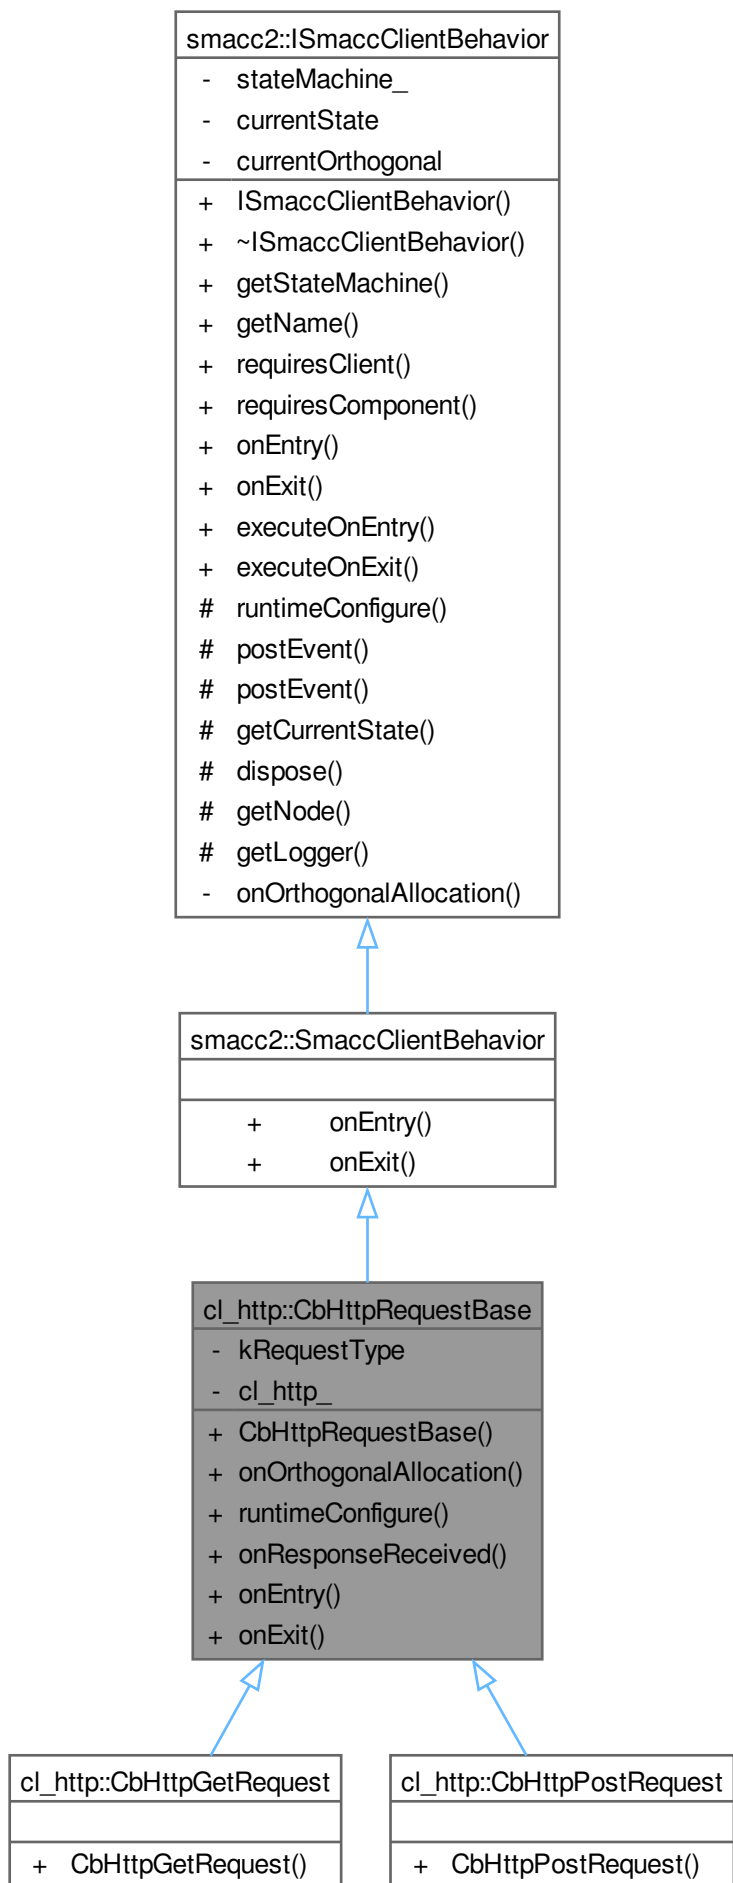 smacc2::ISmaccClientBehavior
- stateMachine_
- currentState
- currentOrthogonal
+ ISmaccClientBehavior()
+ ~ISmaccClientBehavior()
+ getStateMachine()
+ getName()
+ requiresClient()
+ requiresComponent()
+ onEntry()
+ onExit()
+ executeOnEntry()
+ executeOnExit()
# runtimeConfigure()
# postEvent()
# postEvent()
# getCurrentState()
# dispose()
# getNode()
# getLogger()
- onOrthogonalAllocation()
smacc2::SmaccClientBehavior
+ onEntry()
+ onExit()
cl_http::CbHttpRequestBase
- kRequestType
- cl_http_
+ CbHttpRequestBase()
+ onOrthogonalAllocation()
+ runtimeConfigure()
+ onResponseReceived()
+ onEntry()
+ onExit()
cl_http::CbHttpGetRequest
+ CbHttpGetRequest()
cl_http::CbHttpPostRequest
+ CbHttpPostRequest()